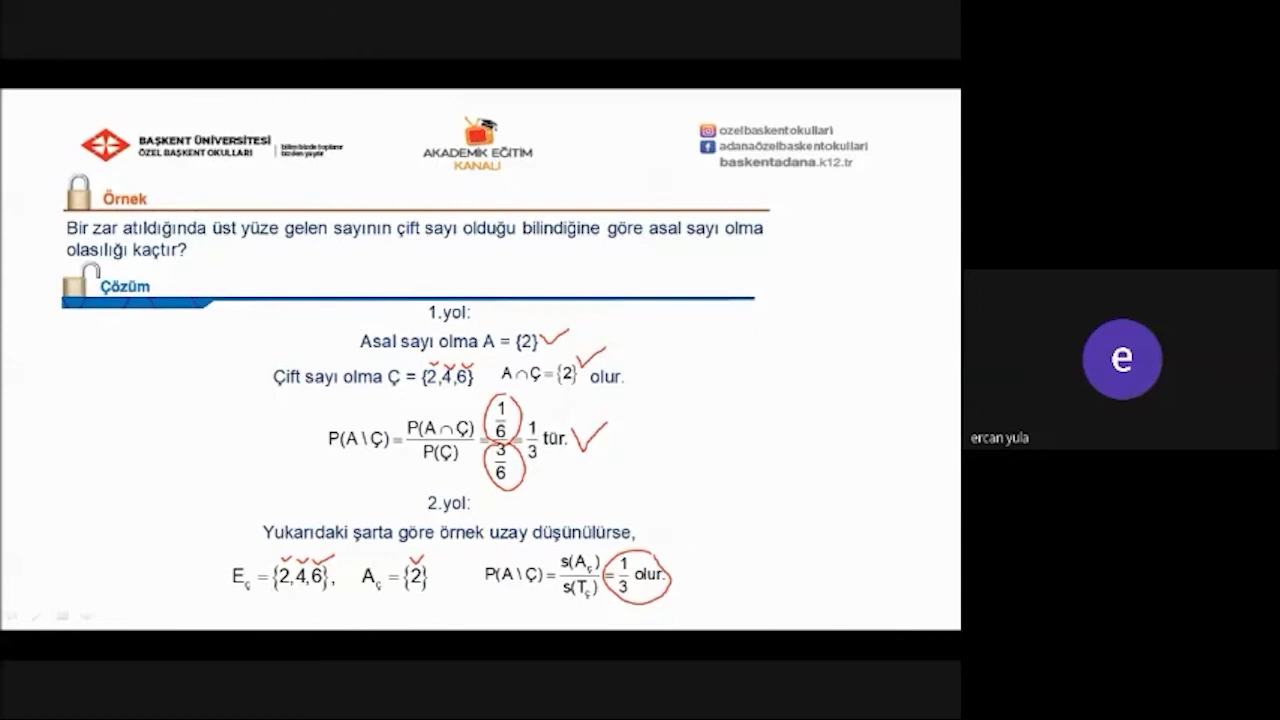 BAŞKENT ÜNİVERSİTESİ
ÖZEL BAŞKENT OKULLARI
AKADEMİK EĞİTİM
KANALI
ozelbaskentokullari
adanaözelbaskentokullari
baskentadana.k12.tr
Örnek
Bir zar atıldığında üst yüze gelen sayının çift sayı olduğu bilindiğine göre asal sayı olma
olasılığı kaçtır?
Çözüm
1.yol:
Asal sayı olma A = {2}
Çift sayı olma Ç = {2,4,6} A∩Ç={2} olur.
P(A\Ç)= P(A∩Ç)/P(Ç) = (1/6)/(3/6) = 1/3 tür.
2.yol:
Yukarıdaki şarta göre örnek uzay düşünülürse,
E_ç = {2,4,6}, A_ç = {2} P(A\Ç)= s(A_ç)/s(T_ç) = 1/3 olur.
e
ercan yula